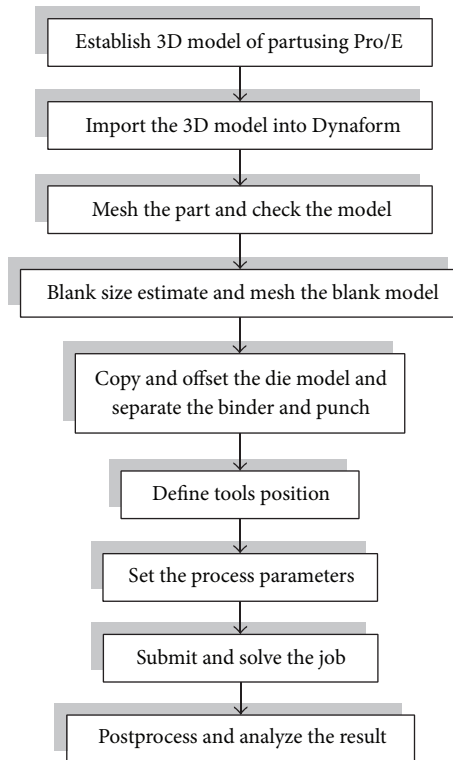 Establish 3D model of partusing Pro/E
Import the 3D model into Dynaform
Mesh the part and check the model
Blank size estimate and mesh the blank model
Copy and offset the die model and
separate the binder and punch
Define tools position
Set the process parameters
Submit and solve the job
Postprocess and analyze the result